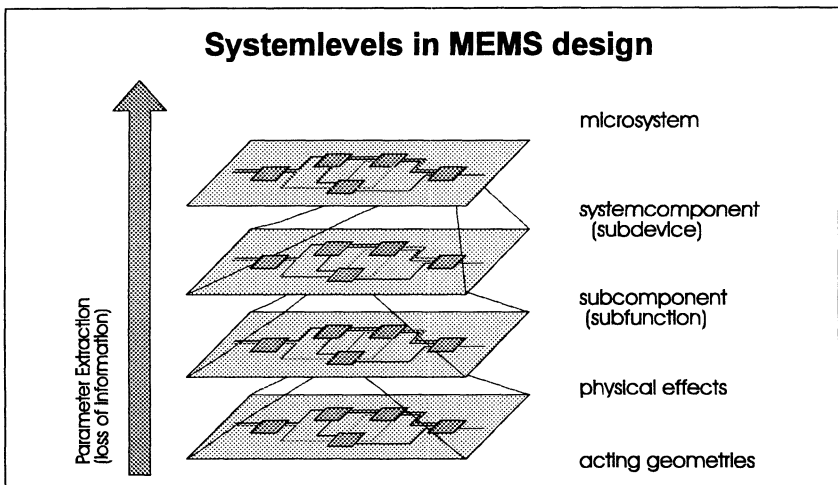 Systemlevels in MEMS design
microsystem
systemcomponent
(subdevice)
subcomponent
(subfunction)
physical effects
acting geometries
Parameter Extraction
(loss of information)